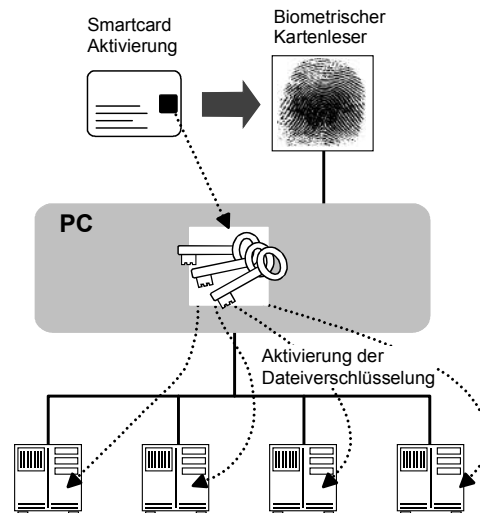 Smartcard
Aktivierung
Biometrischer
Kartenleser
PC
Aktivierung der
Dateiverschlüsselung